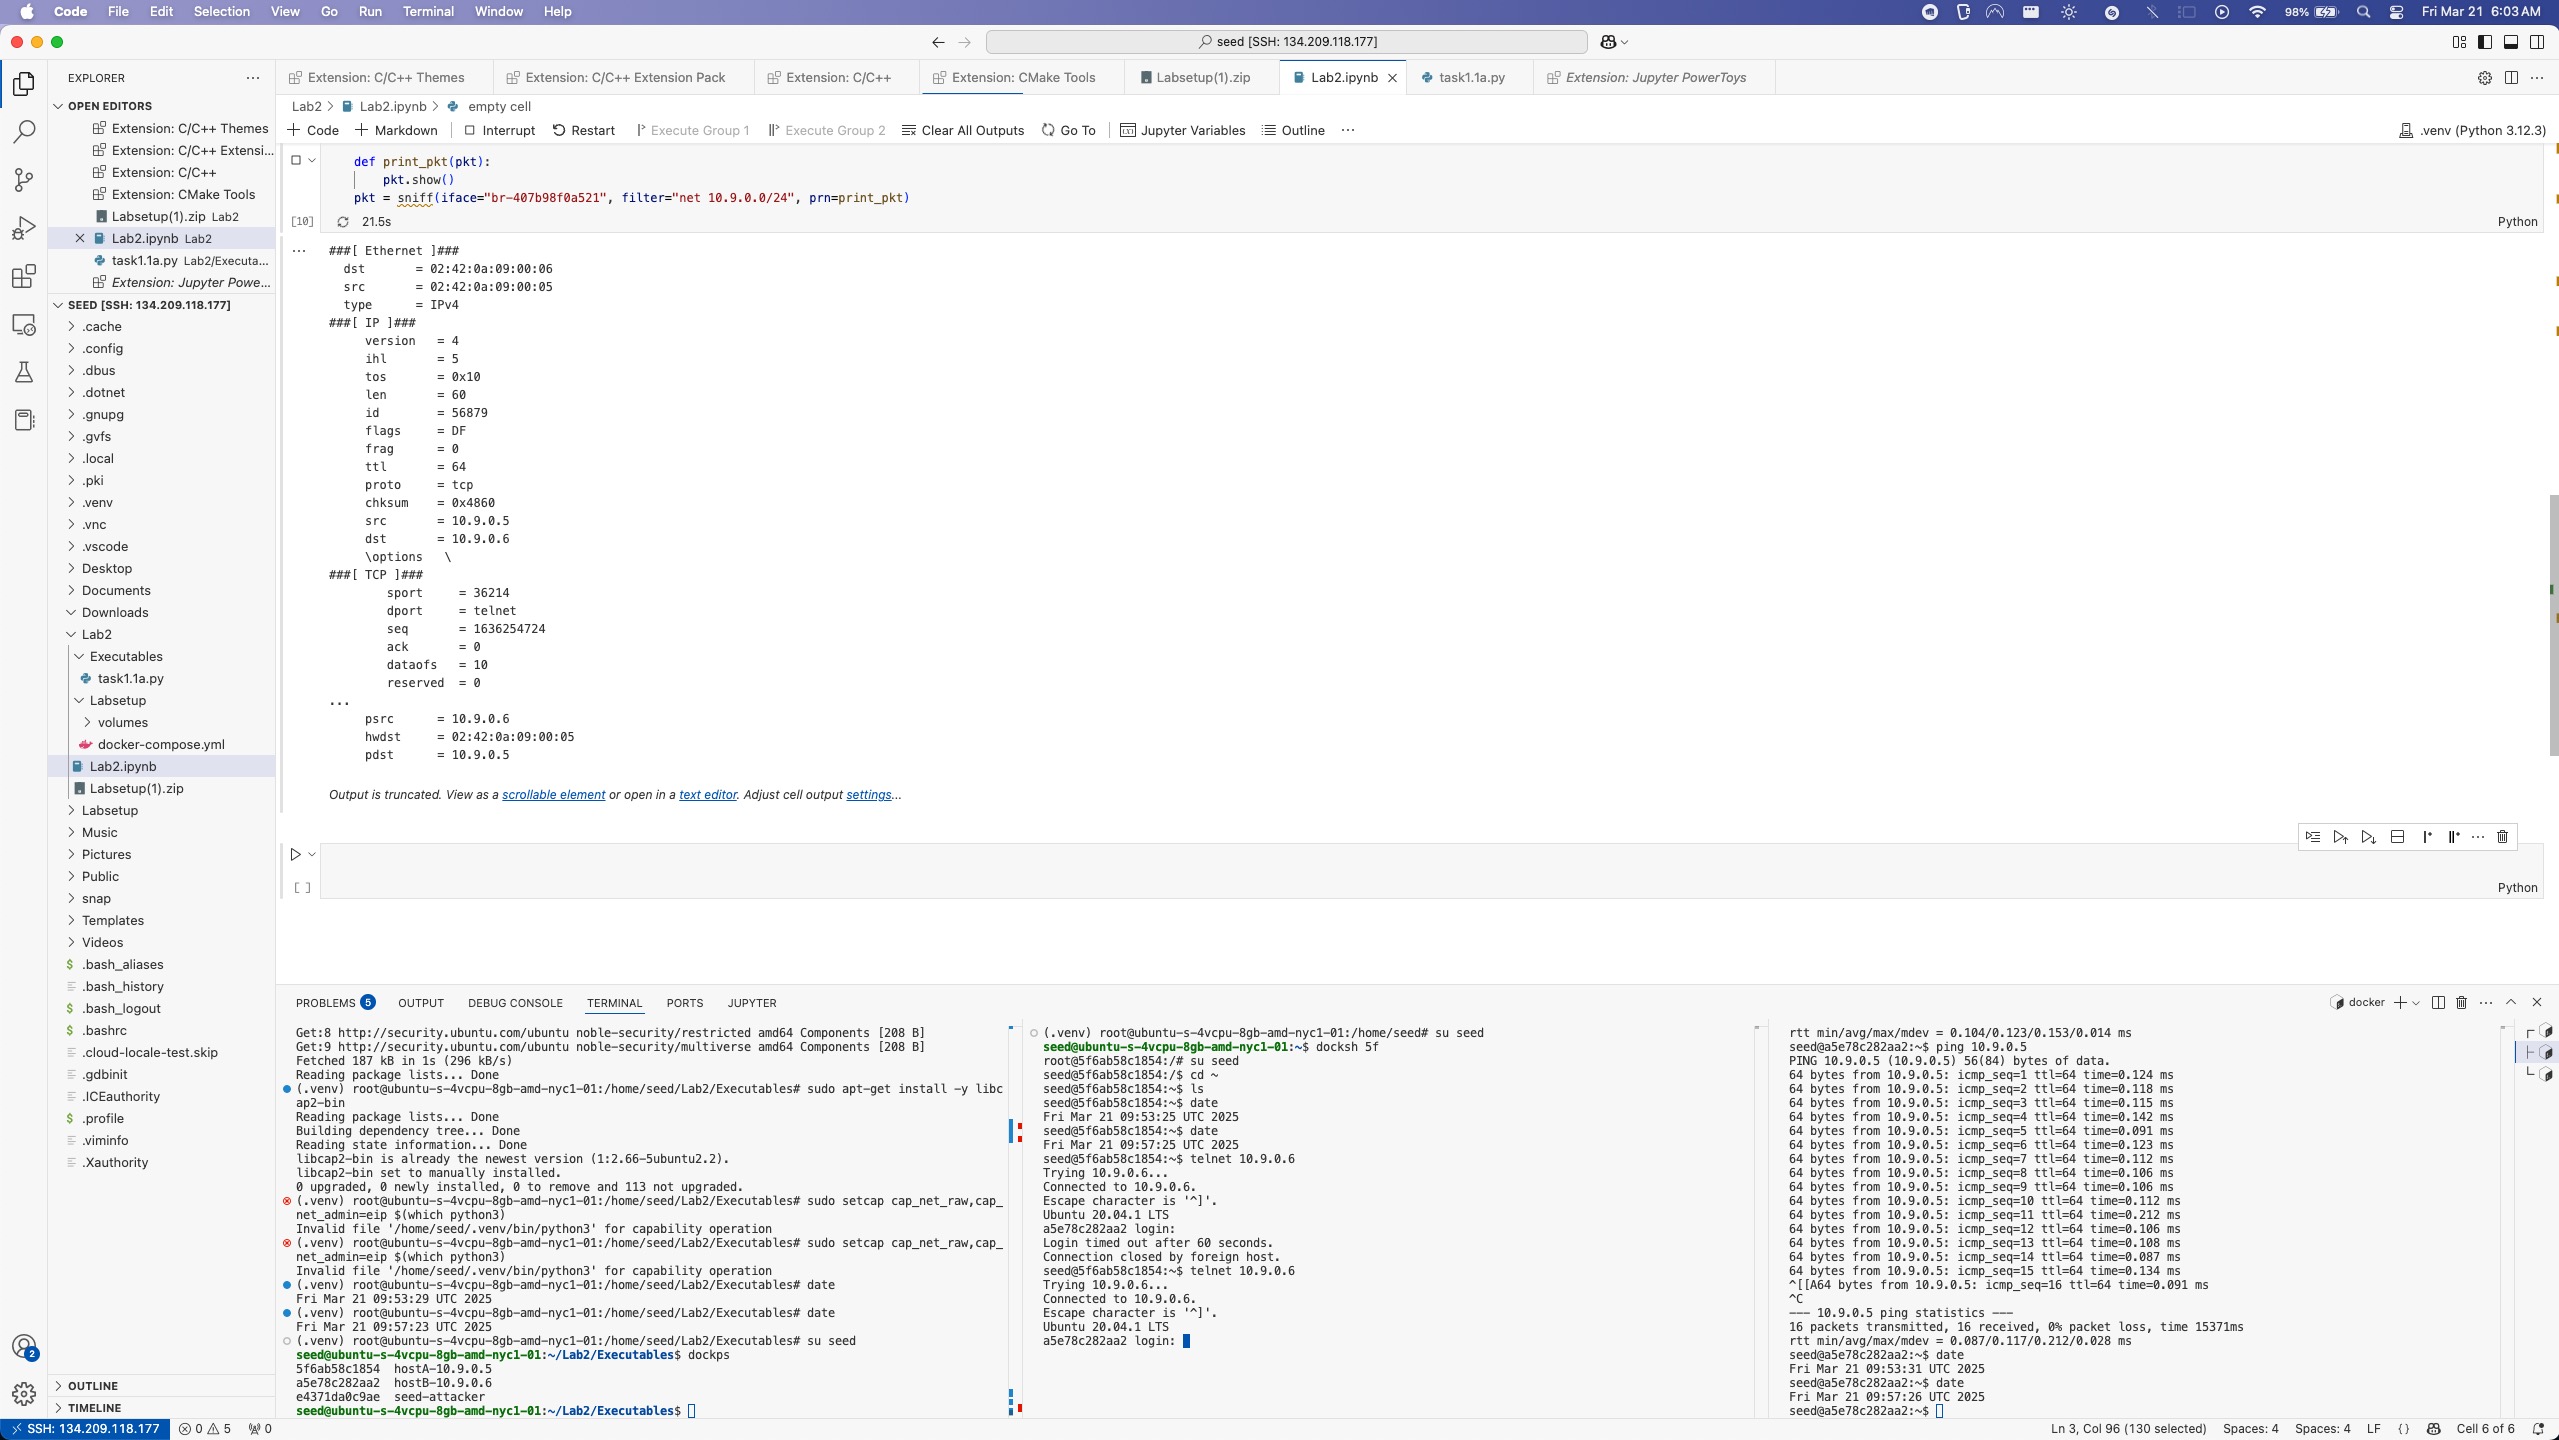 Code File Edit Selection View Go Run Terminal Window Help
98% Fri Mar 21 6:03 AM
seed [SSH: 134.209.118.177]
EXPLORER
OPEN EDITORS
Extension: C/C++ Themes
Extension: C/C++ Extensi...
Extension: C/C++
Extension: CMake Tools
Labsetup(1).zip Lab2
Lab2.ipynb Lab2
task1.1a.py Lab2/Executa...
Extension: Jupyter Powe...
SEED [SSH: 134.209.118.177]
.cache
.config
.dbus
.dotnet
.gnupg
.gvfs
.local
.pki
.venv
.vnc
.vscode
Desktop
Documents
Downloads
Lab2
Executables
task1.1a.py
Labsetup
volumes
docker-compose.yml
Lab2.ipynb
Labsetup(1).zip
Labsetup
Music
Pictures
Public
snap
Templates
Videos
$ .bash_aliases
.bash_history
$ .bash_logout
$ .bashrc
.cloud-locale-test.skip
.gdbinit
.ICEauthority
$ .profile
.viminfo
.Xauthority
OUTLINE
TIMELINE
Extension: C/C++ Themes Extension: C/C++ Extension Pack Extension: C/C++ Extension: CMake Tools Labsetup(1).zip Lab2.ipynb task1.1a.py Extension: Jupyter PowerToys
Lab2 > Lab2.ipynb > empty cell
+ Code + Markdown Interrupt Restart Execute Group 1 Execute Group 2 Clear All Outputs Go To Jupyter Variables Outline ... .venv (Python 3.12.3)
def print_pkt(pkt):
    pkt.show()
pkt = sniff(iface="br-407b98f0a521", filter="net 10.9.0.0/24", prn=print_pkt)
[10] 21.5s Python
###[ Ethernet ]###
dst = 02:42:0a:09:00:06
src = 02:42:0a:09:00:05
type = IPv4
###[ IP ]###
version = 4
ihl = 5
tos = 0x10
len = 60
id = 56879
flags = DF
frag = 0
ttl = 64
proto = tcp
chksum = 0x4860
src = 10.9.0.5
dst = 10.9.0.6
\options \
###[ TCP ]###
sport = 36214
dport = telnet
seq = 1636254724
ack = 0
dataofs = 10
reserved = 0
...
psrc = 10.9.0.6
hwdst = 02:42:0a:09:00:05
pdst = 10.9.0.5
Output is truncated. View as a scrollable element or open in a text editor. Adjust cell output settings...
[ ] Python
PROBLEMS 5 OUTPUT DEBUG CONSOLE TERMINAL PORTS JUPYTER docker
Get:8 http://security.ubuntu.com/ubuntu noble-security/restricted amd64 Components [208 B]
Get:9 http://security.ubuntu.com/ubuntu noble-security/multiverse amd64 Components [208 B]
Fetched 187 kB in 1s (296 kB/s)
Reading package lists... Done
(.venv) root@ubuntu-s-4vcpu-8gb-amd-nyc1-01:/home/seed/Lab2/Executables# sudo apt-get install -y libc
ap2-bin
Reading package lists... Done
Building dependency tree... Done
Reading state information... Done
libcap2-bin is already the newest version (1:2.66-5ubuntu2.2).
libcap2-bin set to manually installed.
0 upgraded, 0 newly installed, 0 to remove and 113 not upgraded.
(.venv) root@ubuntu-s-4vcpu-8gb-amd-nyc1-01:/home/seed/Lab2/Executables# sudo setcap cap_net_raw,cap_
net_admin=eip $(which python3)
Invalid file '/home/seed/.venv/bin/python3' for capability operation
(.venv) root@ubuntu-s-4vcpu-8gb-amd-nyc1-01:/home/seed/Lab2/Executables# sudo setcap cap_net_raw,cap_
net_admin=eip $(which python3)
Invalid file '/home/seed/.venv/bin/python3' for capability operation
(.venv) root@ubuntu-s-4vcpu-8gb-amd-nyc1-01:/home/seed/Lab2/Executables# date
Fri Mar 21 09:53:29 UTC 2025
(.venv) root@ubuntu-s-4vcpu-8gb-amd-nyc1-01:/home/seed/Lab2/Executables# date
Fri Mar 21 09:57:23 UTC 2025
(.venv) root@ubuntu-s-4vcpu-8gb-amd-nyc1-01:/home/seed/Lab2/Executables# su seed
seed@ubuntu-s-4vcpu-8gb-amd-nyc1-01:~/Lab2/Executables$ dockps
5f6ab58c1854 hostA-10.9.0.5
a5e78c282aa2 hostB-10.9.0.6
e4371da0c9ae seed-attacker
seed@ubuntu-s-4vcpu-8gb-amd-nyc1-01:~/Lab2/Executables$
(.venv) root@ubuntu-s-4vcpu-8gb-amd-nyc1-01:/home/seed# su seed
seed@ubuntu-s-4vcpu-8gb-amd-nyc1-01:~$ docksh 5f
root@5f6ab58c1854:/# su seed
seed@5f6ab58c1854:/$ cd ~
seed@5f6ab58c1854:~$ ls
seed@5f6ab58c1854:~$ date
Fri Mar 21 09:53:25 UTC 2025
seed@5f6ab58c1854:~$ date
Fri Mar 21 09:57:25 UTC 2025
seed@5f6ab58c1854:~$ telnet 10.9.0.6
Trying 10.9.0.6...
Connected to 10.9.0.6.
Escape character is '^]'.
Ubuntu 20.04.1 LTS
a5e78c282aa2 login:
Login timed out after 60 seconds.
Connection closed by foreign host.
seed@5f6ab58c1854:~$ telnet 10.9.0.6
Trying 10.9.0.6...
Connected to 10.9.0.6.
Escape character is '^]'.
Ubuntu 20.04.1 LTS
a5e78c282aa2 login:
rtt min/avg/max/mdev = 0.104/0.123/0.153/0.014 ms
seed@a5e78c282aa2:~$ ping 10.9.0.5
PING 10.9.0.5 (10.9.0.5) 56(84) bytes of data.
64 bytes from 10.9.0.5: icmp_seq=1 ttl=64 time=0.124 ms
64 bytes from 10.9.0.5: icmp_seq=2 ttl=64 time=0.118 ms
64 bytes from 10.9.0.5: icmp_seq=3 ttl=64 time=0.115 ms
64 bytes from 10.9.0.5: icmp_seq=4 ttl=64 time=0.142 ms
64 bytes from 10.9.0.5: icmp_seq=5 ttl=64 time=0.091 ms
64 bytes from 10.9.0.5: icmp_seq=6 ttl=64 time=0.123 ms
64 bytes from 10.9.0.5: icmp_seq=7 ttl=64 time=0.112 ms
64 bytes from 10.9.0.5: icmp_seq=8 ttl=64 time=0.106 ms
64 bytes from 10.9.0.5: icmp_seq=9 ttl=64 time=0.106 ms
64 bytes from 10.9.0.5: icmp_seq=10 ttl=64 time=0.112 ms
64 bytes from 10.9.0.5: icmp_seq=11 ttl=64 time=0.212 ms
64 bytes from 10.9.0.5: icmp_seq=12 ttl=64 time=0.106 ms
64 bytes from 10.9.0.5: icmp_seq=13 ttl=64 time=0.108 ms
64 bytes from 10.9.0.5: icmp_seq=14 ttl=64 time=0.087 ms
64 bytes from 10.9.0.5: icmp_seq=15 ttl=64 time=0.134 ms
^[[A64 bytes from 10.9.0.5: icmp_seq=16 ttl=64 time=0.091 ms
^C
--- 10.9.0.5 ping statistics ---
16 packets transmitted, 16 received, 0% packet loss, time 15371ms
rtt min/avg/max/mdev = 0.087/0.117/0.212/0.028 ms
seed@a5e78c282aa2:~$ date
Fri Mar 21 09:53:31 UTC 2025
seed@a5e78c282aa2:~$ date
Fri Mar 21 09:57:26 UTC 2025
seed@a5e78c282aa2:~$
2
SSH: 134.209.118.177 0 5 0 Ln 3, Col 96 (130 selected) Spaces: 4 Spaces: 4 LF {} Cell 6 of 6